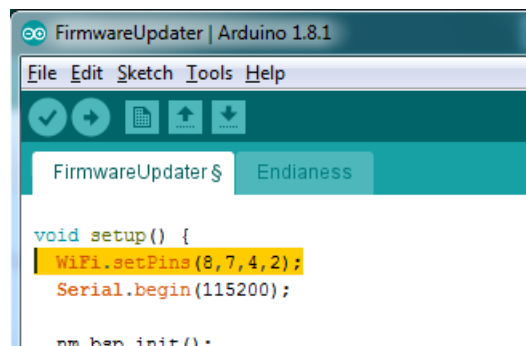 FirmwareUpdater | Arduino 1.8.1
File Edit Sketch Tools Help
FirmwareUpdater § Endianess
void setup() {
WiFi.setPins(8,7,4,2);
Serial.begin(115200);
nm_bsp_init();